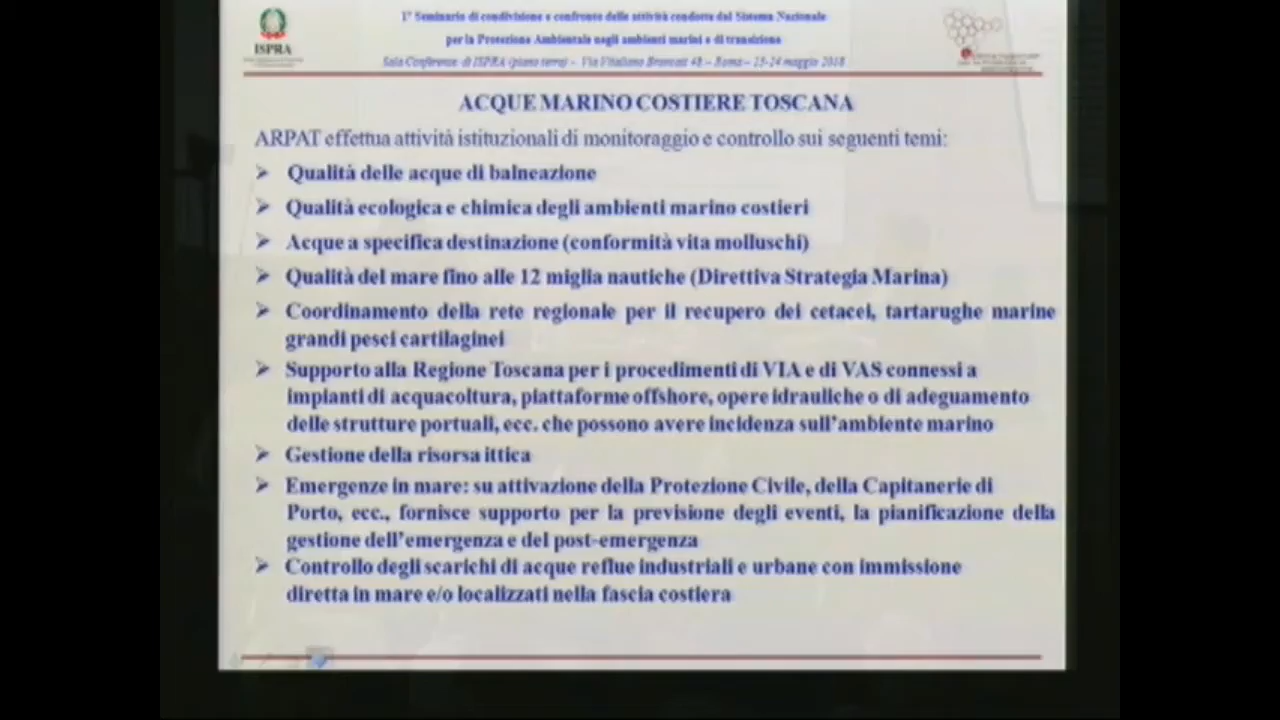 1° Seminario di condivisione e confronto delle attività condotte dal Sistema Nazionale
per la Protezione Ambientale negli ambienti marini e di transizione
Sala Conferenze di ISPRA (piano terra) - Via Vitaliano Brancati 48 - Roma - 23-24 maggio 2018
ISPRA
ACQUE MARINO COSTIERE TOSCANA
ARPAT effettua attività istituzionali di monitoraggio e controllo sui seguenti temi:
➢ Qualità delle acque di balneazione
➢ Qualità ecologica e chimica degli ambienti marino costieri
➢ Acque a specifica destinazione (conformità vita molluschi)
➢ Qualità del mare fino alle 12 miglia nautiche (Direttiva Strategia Marina)
➢ Coordinamento della rete regionale per il recupero dei cetacei, tartarughe marine
grandi pesci cartilaginei
➢ Supporto alla Regione Toscana per i procedimenti di VIA e di VAS connessi a
impianti di acquacoltura, piattaforme offshore, opere idrauliche o di adeguamento
delle strutture portuali, ecc. che possono avere incidenza sull'ambiente marino
➢ Gestione della risorsa ittica
➢ Emergenze in mare: su attivazione della Protezione Civile, della Capitanerie di
Porto, ecc., fornisce supporto per la previsione degli eventi, la pianificazione della
gestione dell'emergenza e del post-emergenza
➢ Controllo degli scarichi di acque reflue industriali e urbane con immissione
diretta in mare e/o localizzati nella fascia costiera